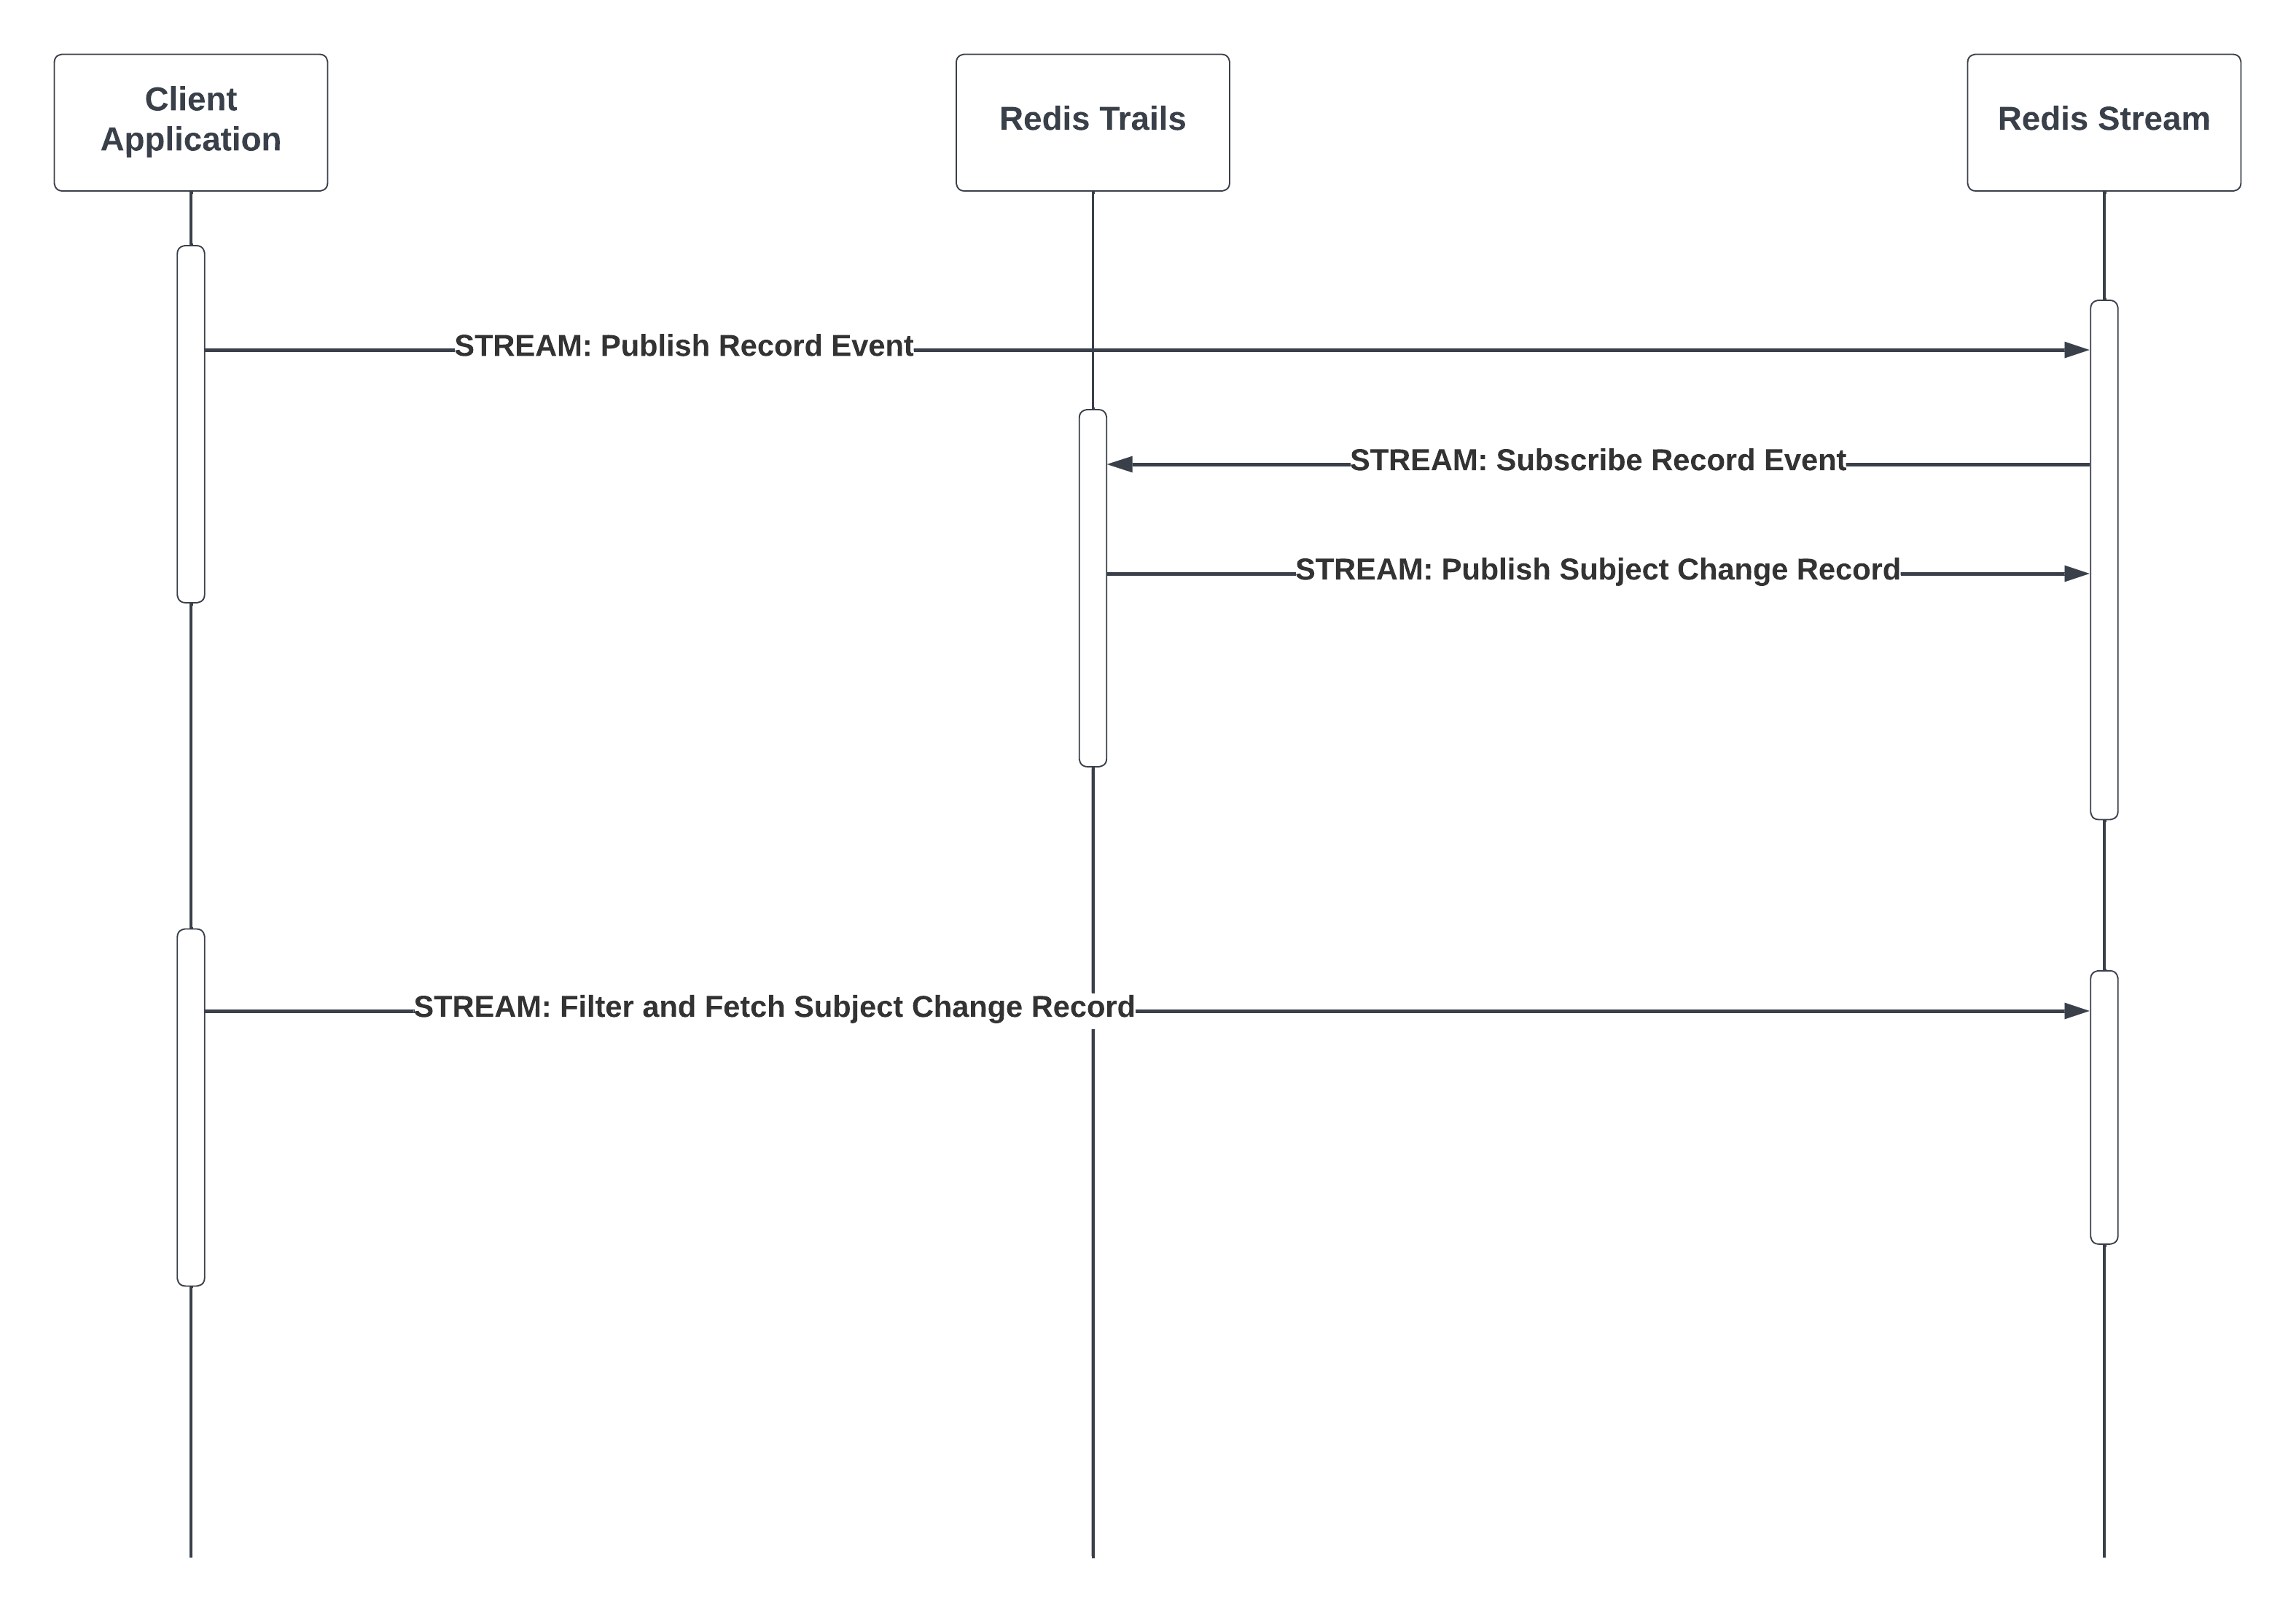 Client
Application
Redis Trails
Redis Stream
STREAM: Publish Record Event
STREAM: Subscribe Record Event
STREAM: Publish Subject Change Record
STREAM: Filter and Fetch Subject Change Record